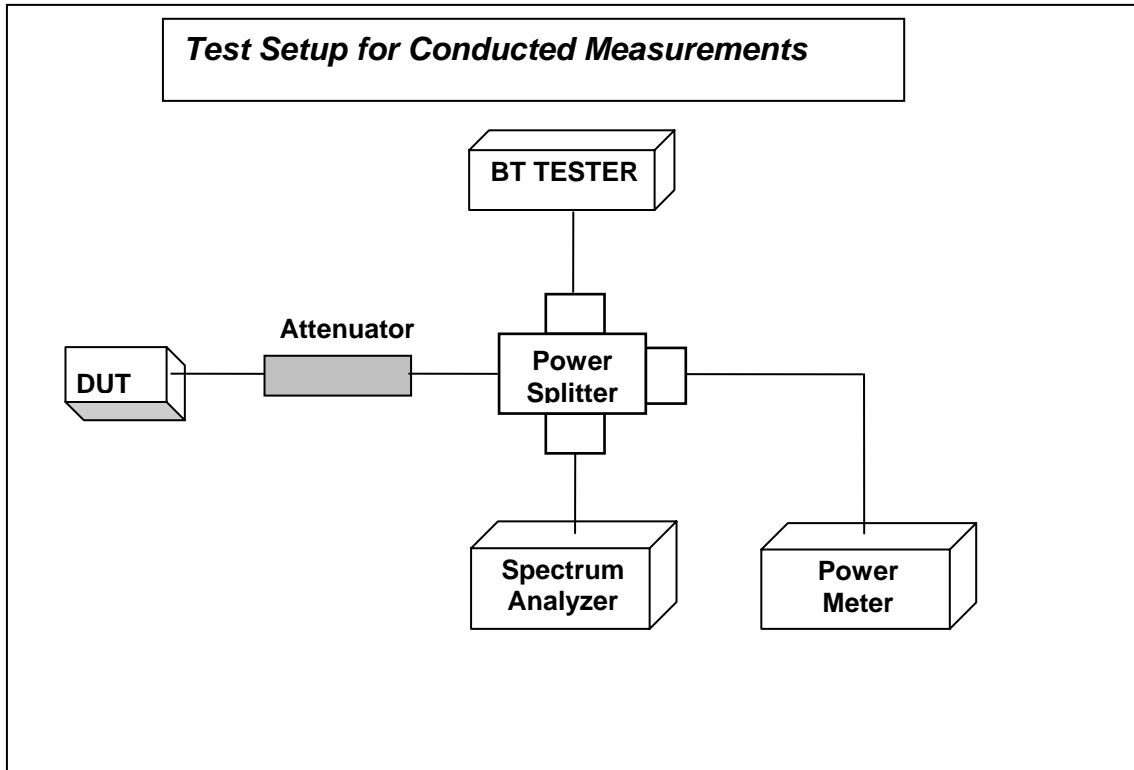 Test Setup for Conducted Measurements
BT TESTER
Attenuator
DUT
Power
Splitter
Spectrum
Analyzer
Power
Meter